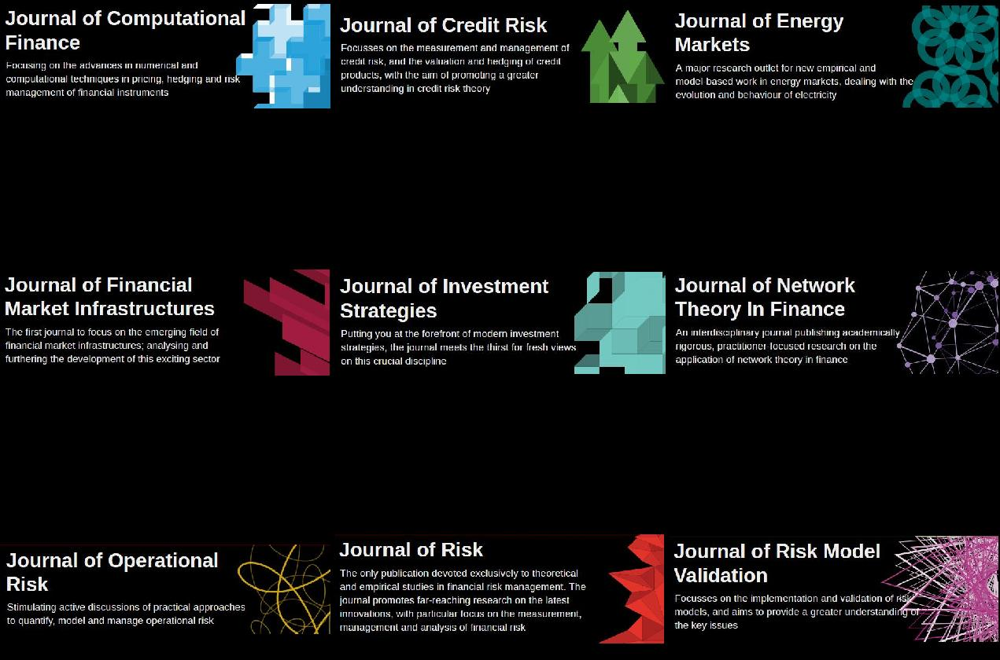 Journal of Computational
Finance
Focusing on the advances in numerical and
computational techniques in pricing, hedging and risk
management of financial instruments
Journal of Credit Risk
Focusses on the measurement and management of
credit risk, and the valuation and hedging of credit
products, with the aim of promoting a greater
understanding in credit risk theory
Journal of Energy
Markets
A major research outlet for new empirical and
model-based work in energy markets, dealing with the
evolution and behaviour of electricity
Journal of Financial
Market Infrastructures
The first journal to focus on the emerging field of
financial market infrastructures; analysing and
furthering the development of this exciting sector
Journal of Investment
Strategies
Putting you at the forefront of modern investment
strategies, the journal meets the thirst for fresh views
on this crucial discipline
Journal of Network
Theory In Finance
An interdisciplinary journal publishing academically
rigorous, practitioner-focused research on the
application of network theory in finance
Journal of Operational
Risk
Stimulating active discussions of practical approaches
to quantify, model and manage operational risk
Journal of Risk
The only publication devoted exclusively to theoretical
and empirical studies in financial risk management. The
journal promotes far-reaching research on the latest
innovations, with particular focus on the measurement,
management and analysis of financial risk
Journal of Risk Model
Validation
Focusses on the implementation and validation of risk
models, and aims to provide a greater understanding of
the key issues